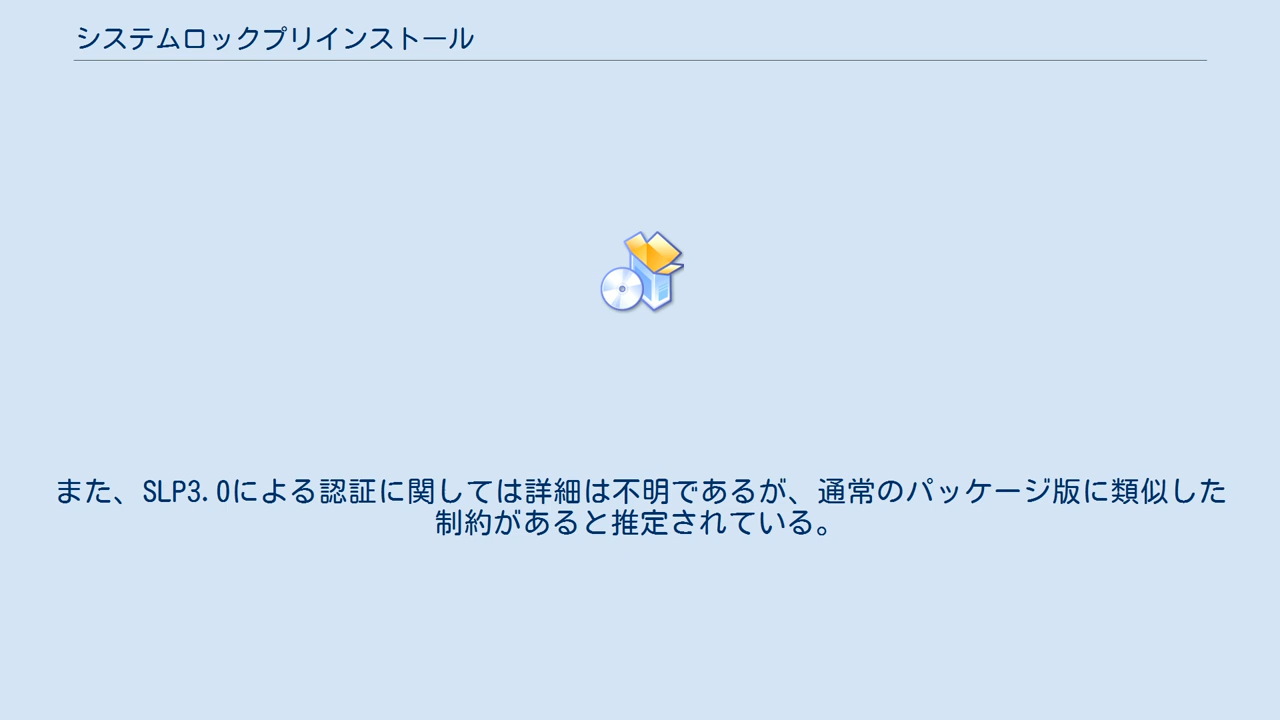 システムロックプリインストール
また、SLP3.0による認証に関しては詳細は不明であるが、通常のパッケージ版に類似した
制約があると推定されている。